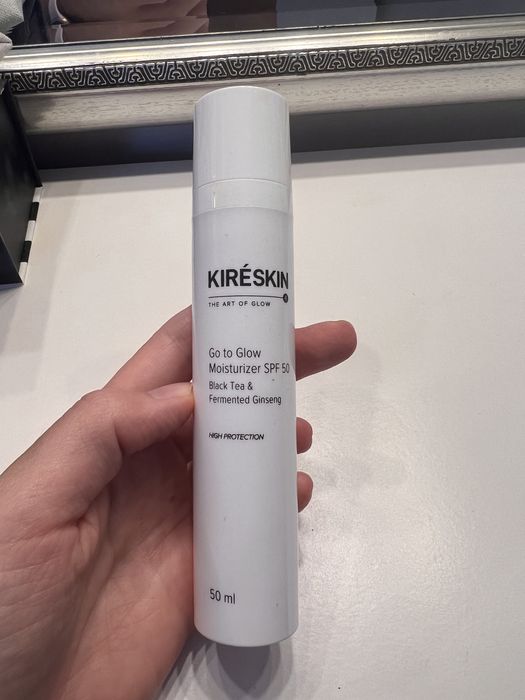 KIRÉSKIN
THE ART OF GLOW
Go to Glow
Moisturizer SPF 50
Black Tea &
Fermented Ginseng
HIGH PROTECTION
50 ml